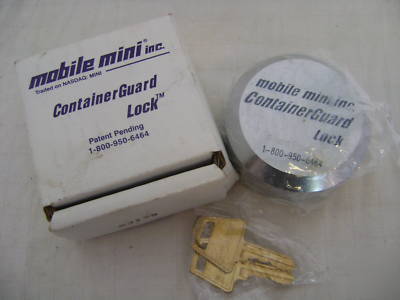 mobile mini® inc.
Traded on NASDAQ: MINI
ContainerGuard
Lock™
Patent Pending
1-800-950-6464
mobile mini inc.
ContainerGuard
Lock
1-800-950-6464